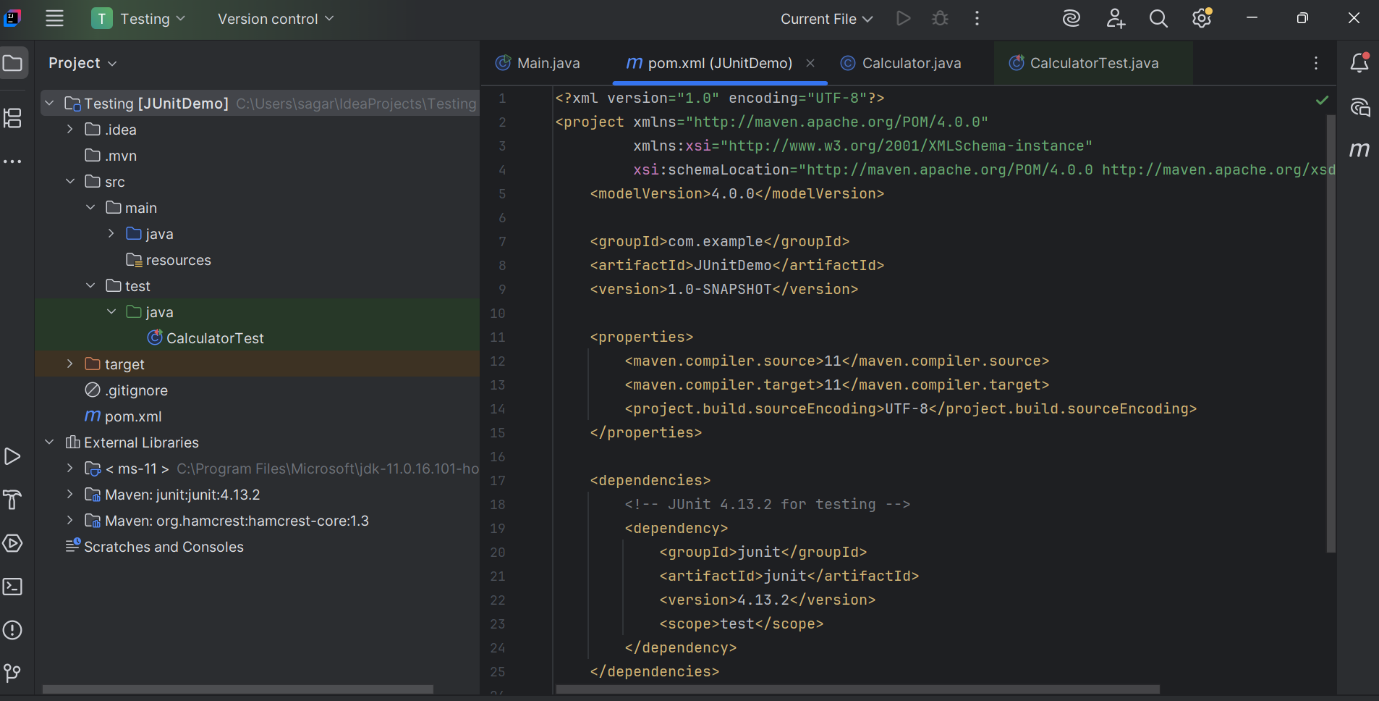 T Testing Version control Current File
Project
Testing [JUnitDemo] C:\Users\sagar\IdeaProjects\Testing
.idea
.mvn
src
main
java
resources
test
java
CalculatorTest
target
.gitignore
m pom.xml
External Libraries
< ms-11 > C:\Program Files\Microsoft\jdk-11.0.16.101-ho
Maven: junit:junit:4.13.2
Maven: org.hamcrest:hamcrest-core:1.3
Scratches and Consoles
Main.java m pom.xml (JUnitDemo) Calculator.java CalculatorTest.java
1 <?xml version="1.0" encoding="UTF-8"?>
2 <project xmlns="http://maven.apache.org/POM/4.0.0"
3 xmlns:xsi="http://www.w3.org/2001/XMLSchema-instance"
4 xsi:schemaLocation="http://maven.apache.org/POM/4.0.0 http://maven.apache.org/xsd
5 <modelVersion>4.0.0</modelVersion>
6
7 <groupId>com.example</groupId>
8 <artifactId>JUnitDemo</artifactId>
9 <version>1.0-SNAPSHOT</version>
10
11 <properties>
12 <maven.compiler.source>11</maven.compiler.source>
13 <maven.compiler.target>11</maven.compiler.target>
14 <project.build.sourceEncoding>UTF-8</project.build.sourceEncoding>
15 </properties>
16
17 <dependencies>
18 <!-- JUnit 4.13.2 for testing -->
19 <dependency>
20 <groupId>junit</groupId>
21 <artifactId>junit</artifactId>
22 <version>4.13.2</version>
23 <scope>test</scope>
24 </dependency>
25 </dependencies>
m